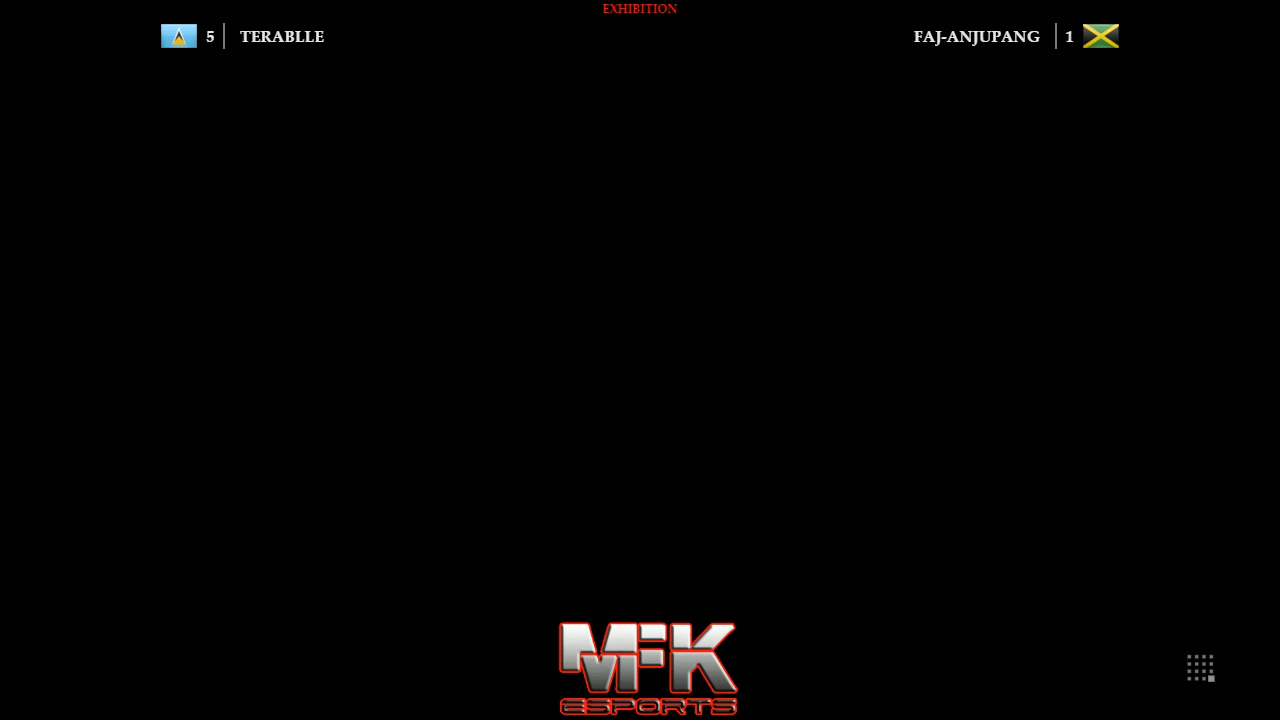 EXHIBITION
5 TERABLLE
FAJ-ANJUPANG 1
MFK
ESPORTS